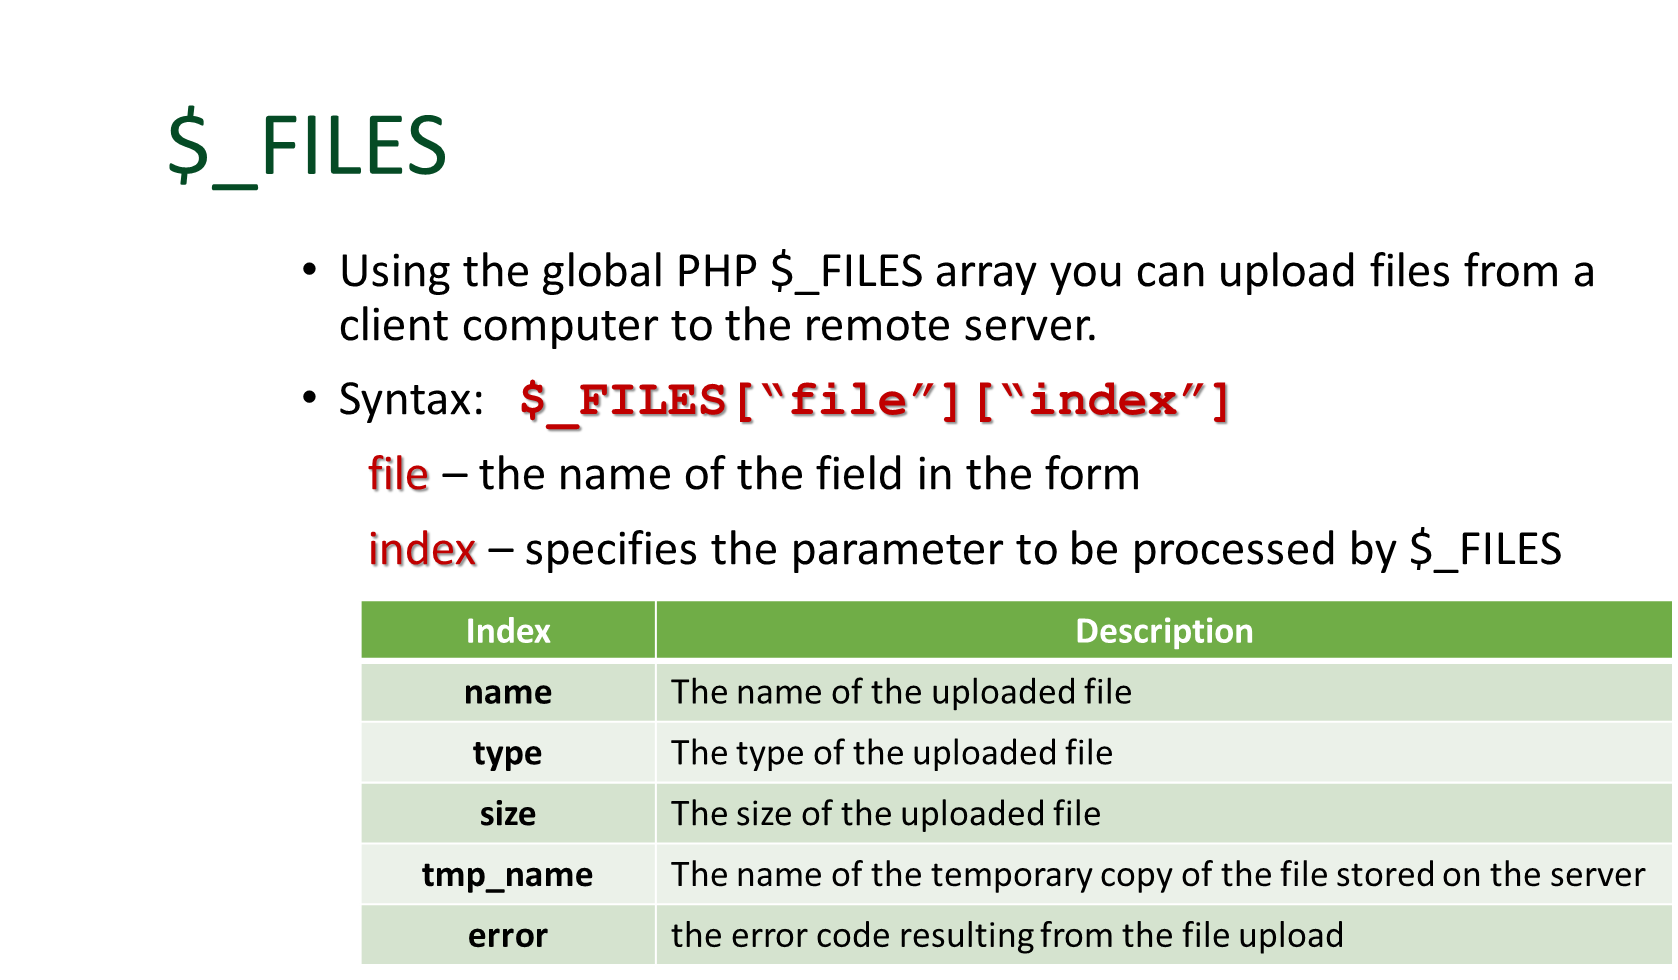 $_FILES
• Using the global PHP $_FILES array you can upload files from a
client computer to the remote server.
• Syntax: $_FILES[“file”][“index”]
file – the name of the field in the form
index – specifies the parameter to be processed by $_FILES
Index Description
name The name of the uploaded file
type The type of the uploaded file
size The size of the uploaded file
tmp_name The name of the temporary copy of the file stored on the server
error the error code resulting from the file upload